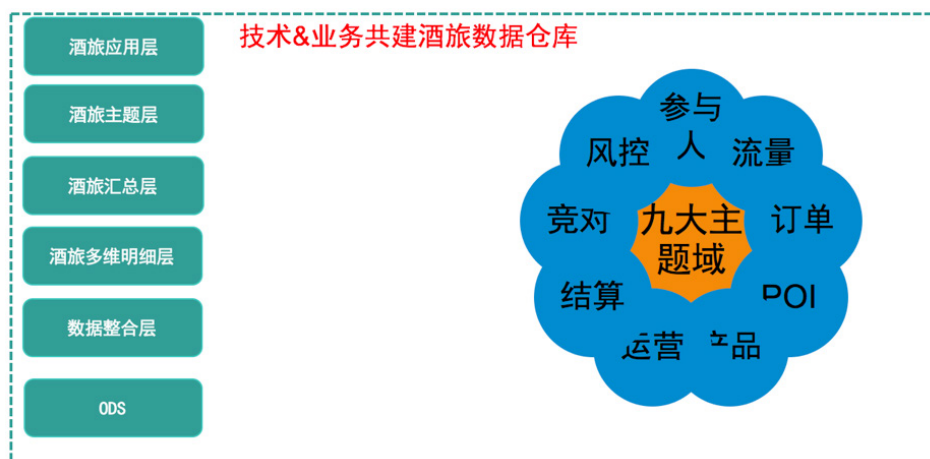 技术&业务共建酒旅数据仓库
酒旅应用层
酒旅主题层
酒旅汇总层
酒旅多维明细层
数据整合层
ODS
参与
人
流量
订单
POI
产品
运营
结算
竞对
风控
九大主
题域